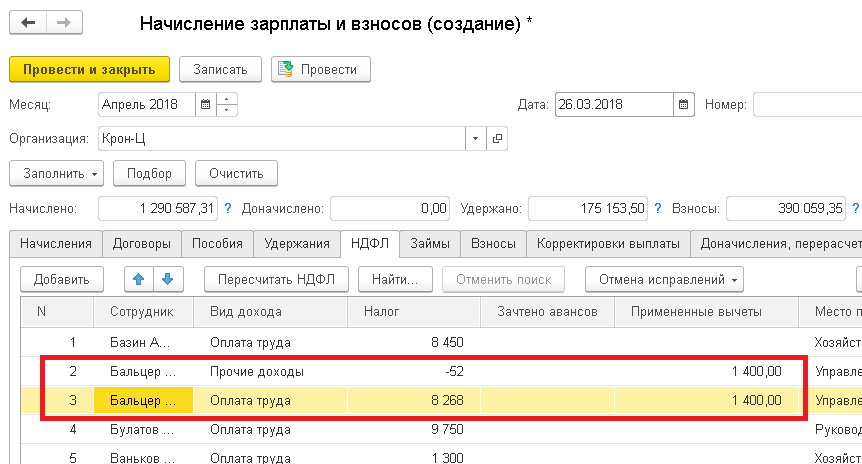 Начисление зарплаты и взносов (создание) *
Провести и закрыть Записать Провести
Месяц: Апрель 2018 Дата: 26.03.2018 Номер:
Организация: Крон-Ц
Заполнить Подбор Очистить
Начислено: 1 290 587,31 ? Доначислено: 0,00 Удержано: 175 153,50 ? Взносы: 390 059,35 ?
Начисления Договоры Пособия Удержания НДФЛ Займы Взносы Корректировки выплаты Доначисления, перерасчет
Добавить Пересчитать НДФЛ Найти... Отменить поиск Отмена исправлений
N Сотрудник Вид дохода Налог Зачтено авансов Примененные вычеты Место п
1 Базин А... Оплата труда 8 450 Хозяйст
2 Бальцер ... Прочие доходы -52 1 400,00 Управле
3 Бальцер ... Оплата труда 8 268 1 400,00 Управле
4 Булатов ... Оплата труда 9 750 Руковод
5 Ваньков ... Оплата труда 1 300 Хозяйст